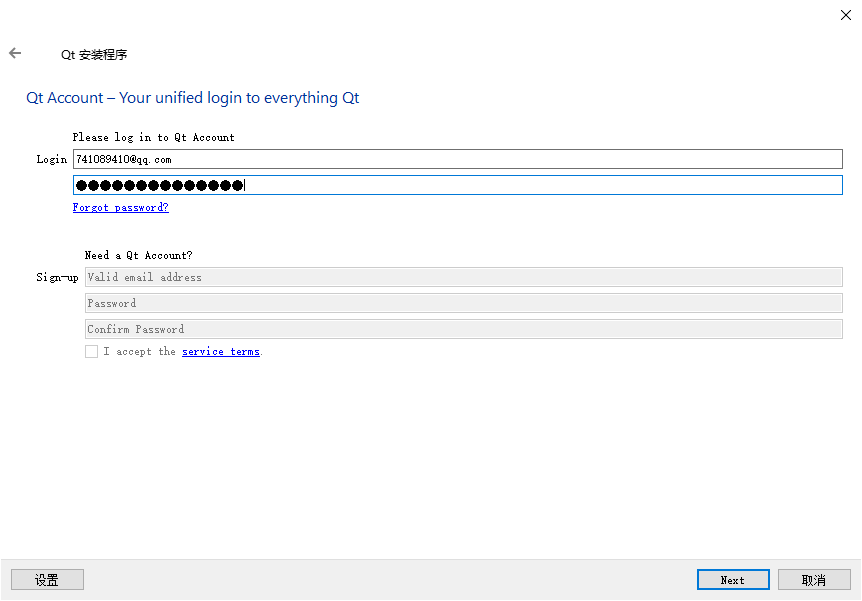 Qt 安装程序
Qt Account – Your unified login to everything Qt
Please log in to Qt Account
Login 741089410@qq.com
●●●●●●●●●●●●●●
Forgot password?
Need a Qt Account?
Sign-up Valid email address
Password
Confirm Password
I accept the service terms.
设置 Next 取消